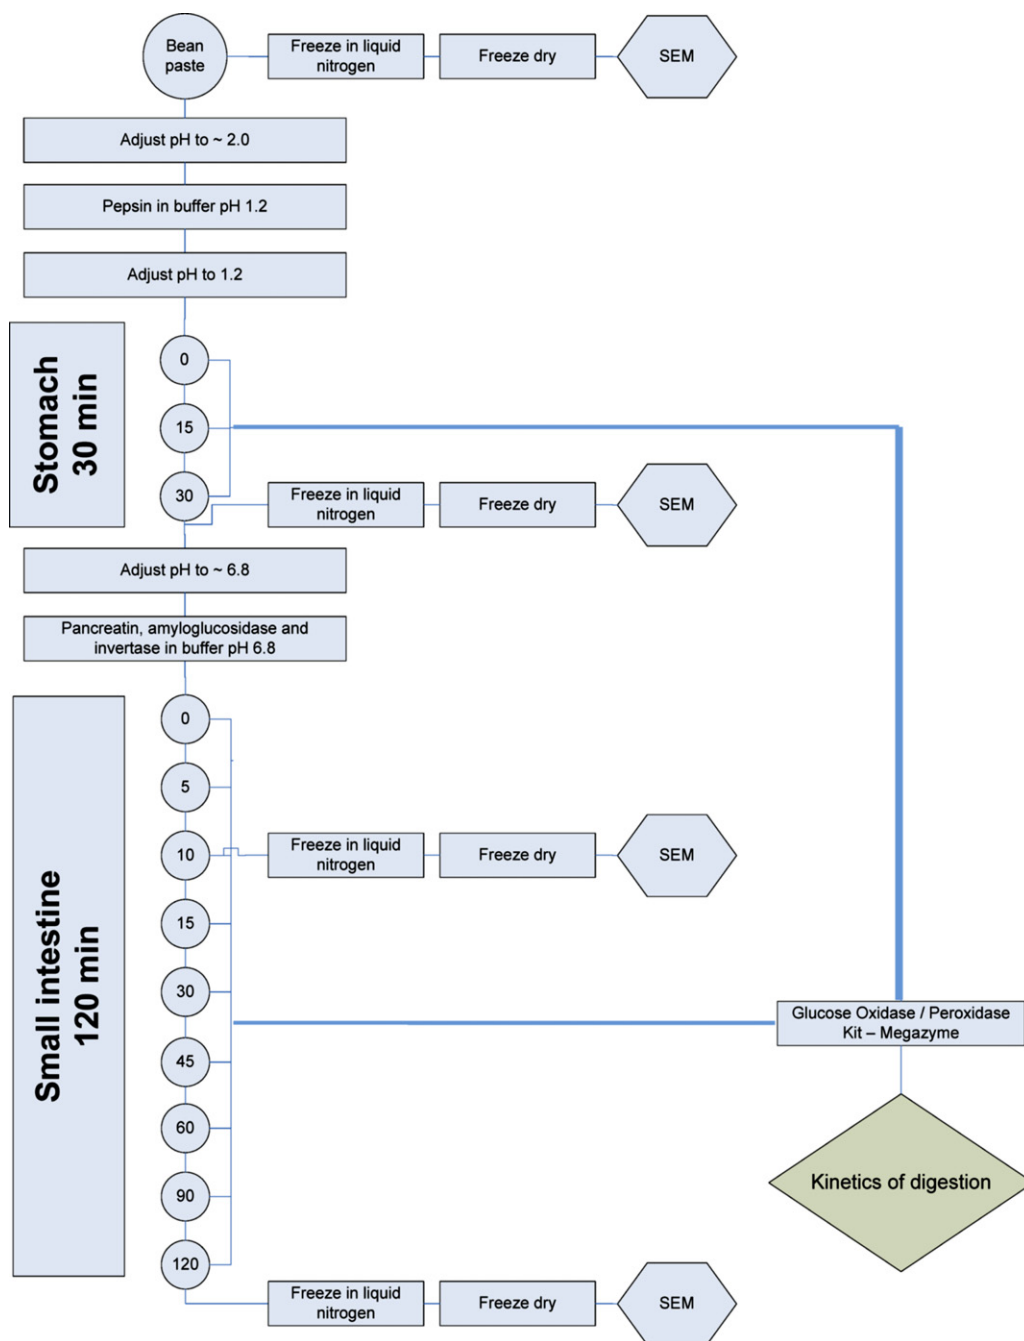 Bean
paste
Freeze in liquid
nitrogen
Freeze dry
SEM
Adjust pH to ~ 2.0
Pepsin in buffer pH 1.2
Adjust pH to 1.2
Stomach
30 min
0
15
30
Freeze in liquid
nitrogen
Freeze dry
SEM
Adjust pH to ~ 6.8
Pancreatin, amyloglucosidase and
invertase in buffer pH 6.8
Small intestine
120 min
0
5
10
Freeze in liquid
nitrogen
Freeze dry
SEM
15
30
45
60
90
120
Glucose Oxidase / Peroxidase
Kit – Megazyme
Kinetics of digestion
Freeze in liquid
nitrogen
Freeze dry
SEM